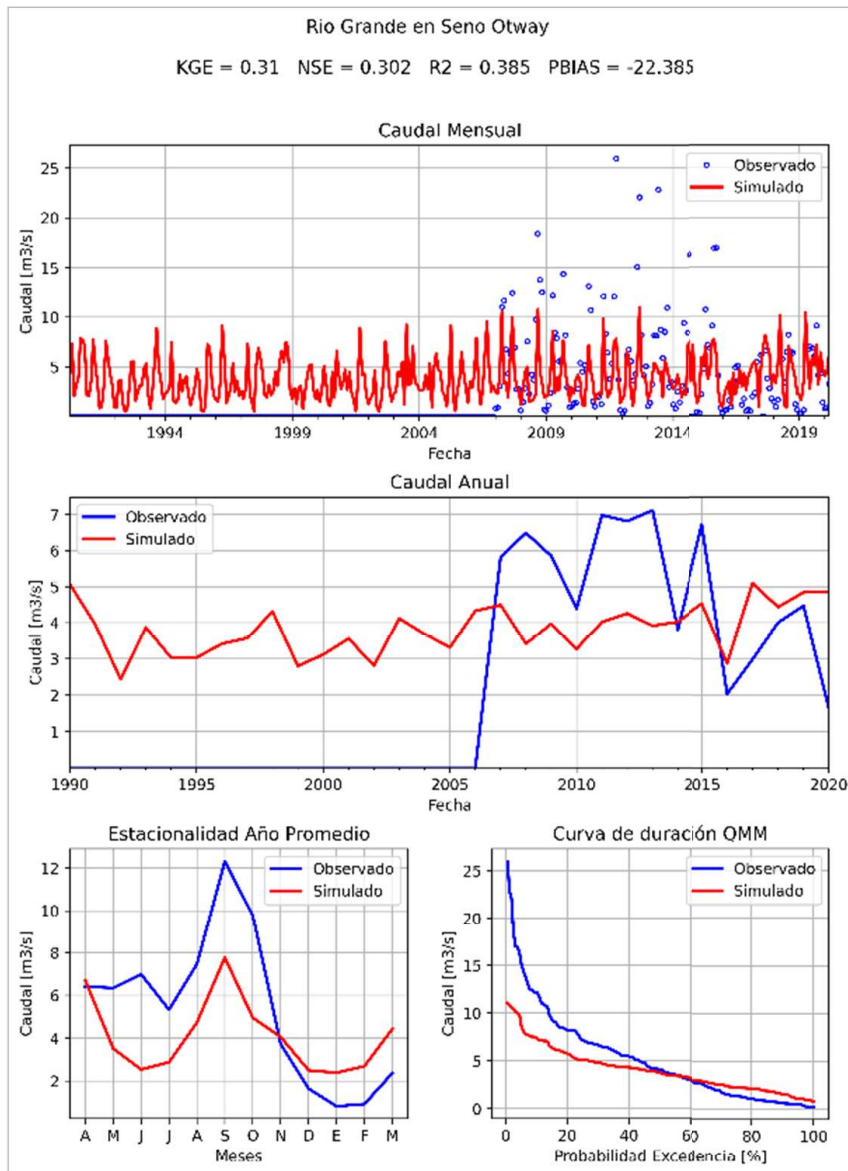 Rio Grande en Seno Otway
KGE = 0.31 NSE = 0.302 R2 = 0.385 PBIAS = -22.385
Caudal Mensual
Caudal [m3/s]
25
20
15
10
5
Observado
Simulado
1994 1999 2004 2009 2014 2019
Fecha
Caudal Anual
Caudal [m3/s]
7
6
5
4
3
2
1
Observado
Simulado
1990 1995 2000 2005 2010 2015 2020
Fecha
Estacionalidad Año Promedio
Caudal [m3/s]
12
10
8
6
4
2
Observado
Simulado
A M J J A S O N D E F M
Meses
Curva de duración QMM
Caudal [m3/s]
25
20
15
10
5
0
Observado
Simulado
0 20 40 60 80 100
Probabilidad Excedencia [%]